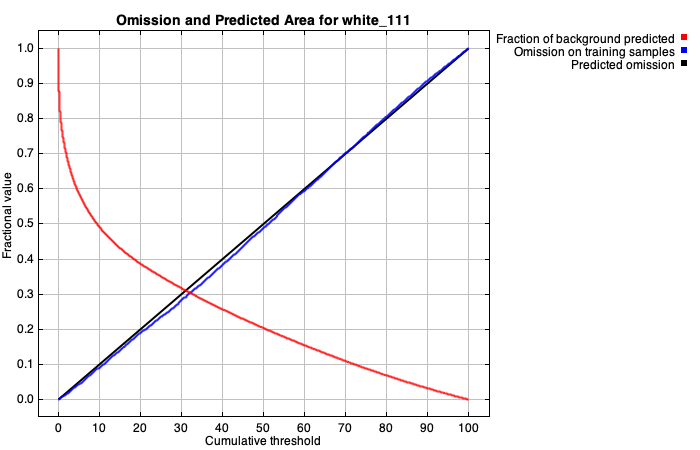 Omission and Predicted Area for white_111
Fraction of background predicted
Omission on training samples
Predicted omission
1.0
0.9
0.8
0.7
0.6
0.5
0.4
0.3
0.2
0.1
0.0
Fractional value
0 10 20 30 40 50 60 70 80 90 100
Cumulative threshold